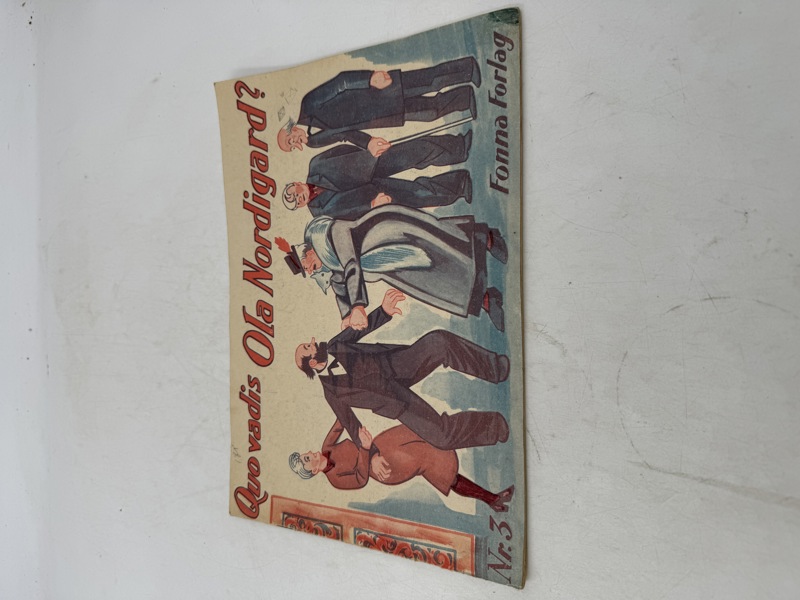 Quo vadis Ola Nordigard?
Nr. 3
Fonna Forlag